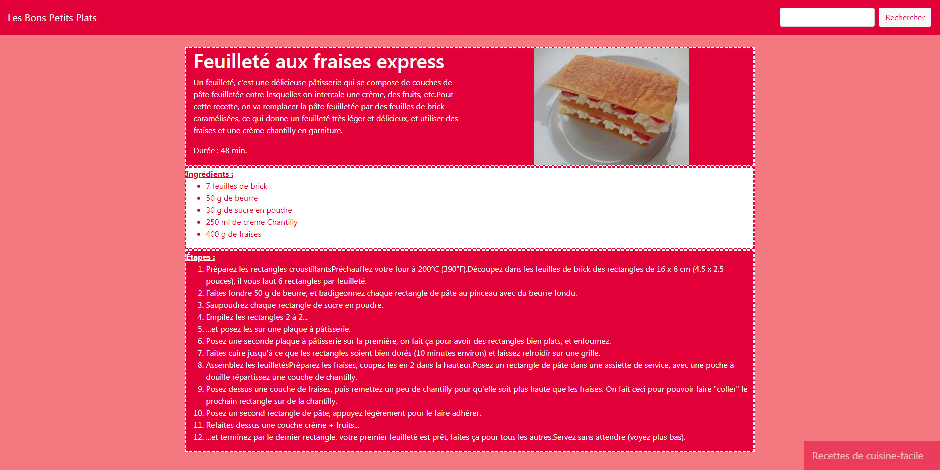 Les Bons Petits Plats
Rechercher
Feuilleté aux fraises express
Un feuilleté, c'est une délicieuse pâtisserie qui se compose de couches de
pâte feuilletée entre lesquelles on intercale une crème, des fruits, etc.Pour
cette recette, on va remplacer la pâte feuilletée par des feuilles de brick
caramélisées, ce qui donne un feuilleté très léger et délicieux, et utiliser des
fraises et une crème chantilly en garniture.
Durée : 48 min.
Ingrédients :
7 feuilles de brick
50 g de beurre
30 g de sucre en poudre
250 ml de crème Chantilly
400 g de fraises
Étapes :
1. Préparez les rectangles croustillantsPréchauffez votre four à 200°C (390°F).Découpez dans les feuilles de brick des rectangles de 16 x 6 cm (4.5 x 2.5
pouces), il vous faut 6 rectangles par feuilleté.
2. Faites fondre 50 g de beurre, et badigeonnez chaque rectangle de pâte au pinceau avec du beurre fondu.
3. Saupoudrez chaque rectangle de sucre en poudre.
4. Empilez les rectangles 2 à 2...
5. ...et posez les sur une plaque à pâtisserie.
6. Posez une seconde plaque à pâtisserie sur la première, on fait ça pour avoir des rectangles bien plats, et enfournez.
7. Faites cuire jusqu'à ce que les rectangles soient bien dorés (10 minutes environ) et laissez refroidir sur une grille.
8. Assemblez les feuilletésPréparez les fraises, coupez les en 2 dans la hauteur.Posez un rectangle de pâte dans une assiette de service, avec une poche à
douille répartissez une couche de chantilly.
9. Posez dessus une couche de fraises, puis remettez un peu de chantilly pour qu'elle soit plus haute que les fraises. On fait ceci pour pouvoir faire "coller" le
prochain rectangle sur de la chantilly.
10. Posez un second rectangle de pâte, appuyez légèrement pour le faire adhérer.
11. Refaites dessus une couche crème + fruits...
12. ...et terminez par le dernier rectangle, votre premier feuilleté est prêt, faites ça pour tous les autres.Servez sans attendre (voyez plus bas).
Recettes de cuisine-facile